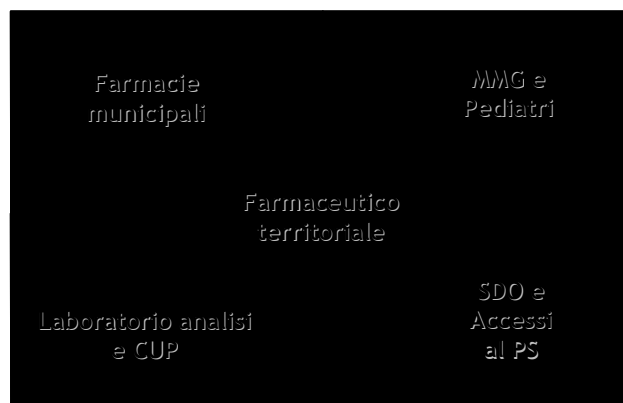 Farmacie
municipali
MMG e
Pediatri
Farmaceutico
territoriale
Laboratorio analisi
e CUP
SDO e
Accessi
al PS